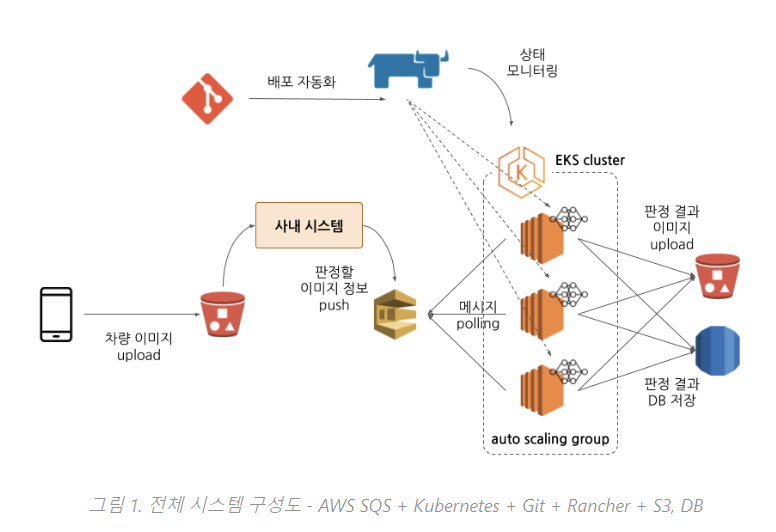 상태
모니터링
배포 자동화
EKS cluster
K
사내 시스템
판정 결과
이미지
upload
판정할
이미지 정보
push
메시지
polling
차량 이미지
upload
판정 결과
DB 저장
auto scaling group
그림 1. 전체 시스템 구성도 - AWS SQS + Kubernetes + Git + Rancher + S3, DB